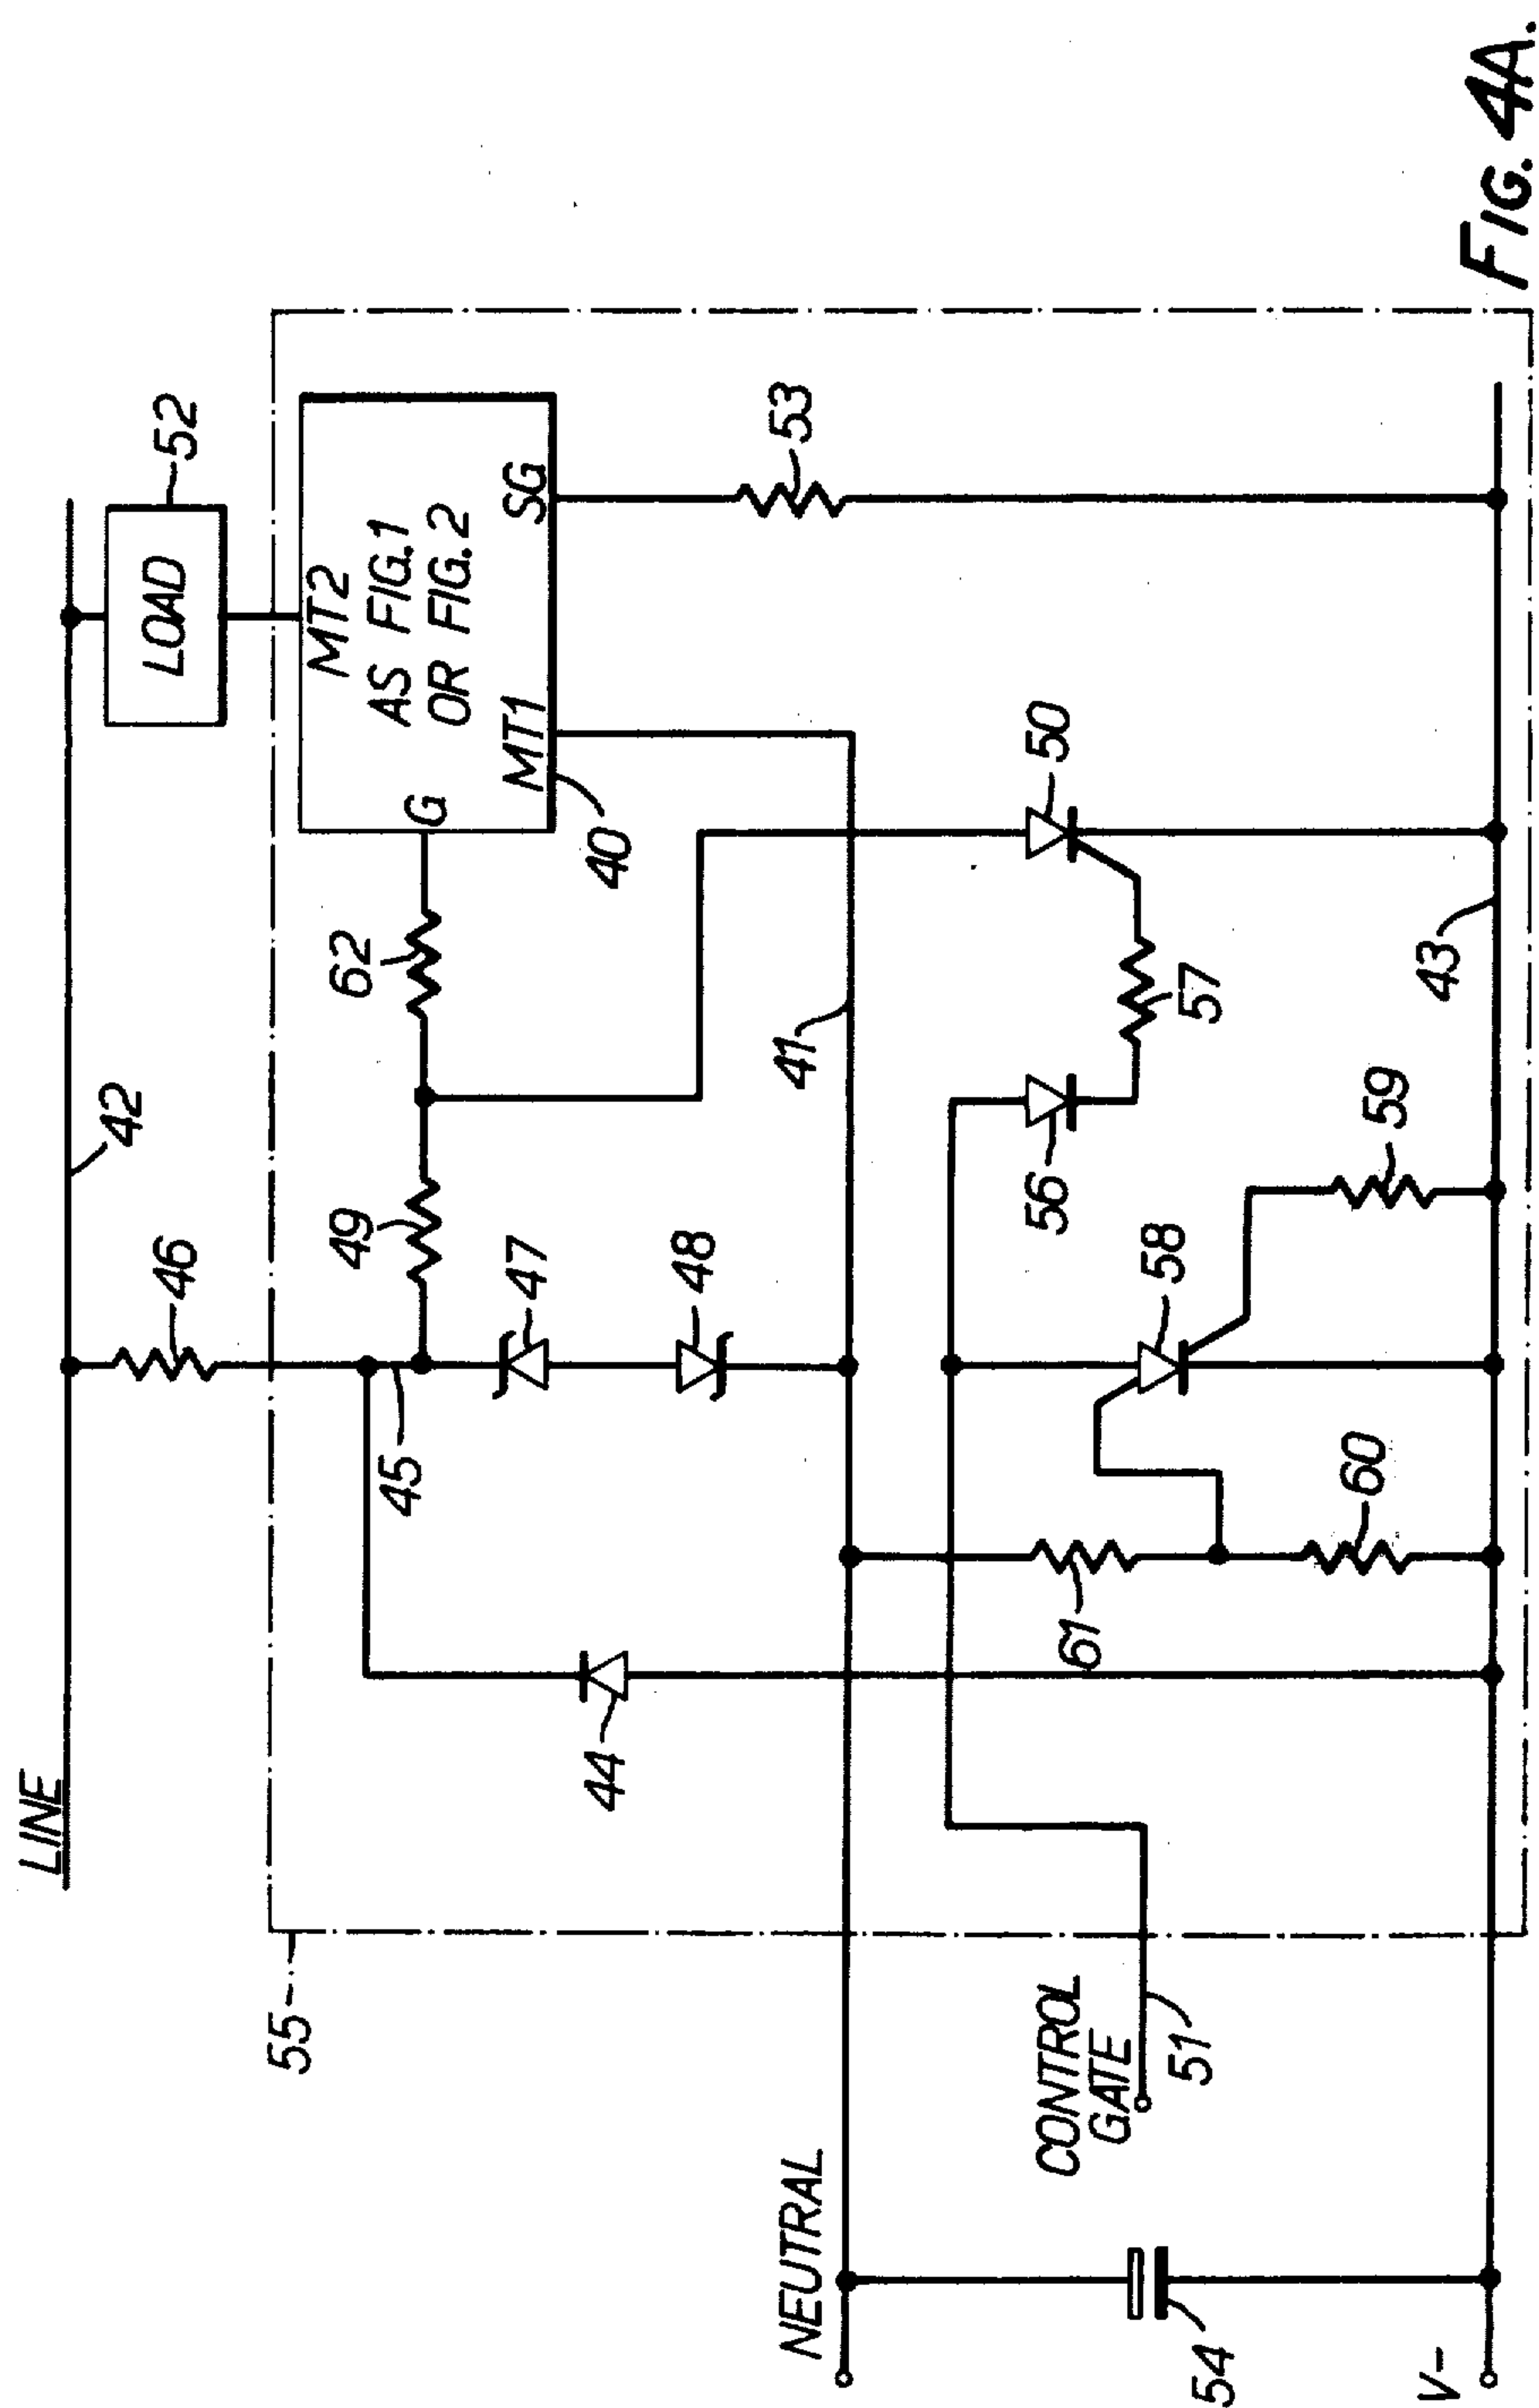 LINE
42
46
LOAD
52
55
45
49
62
G
MT2
AS FIG.1
OR FIG.2
MT1
SG
40
47
48
44
53
NEUTRAL
41
CONTROL
GATE
51
61
60
58
59
56
57
50
54
43
V-
FIG. 4A.